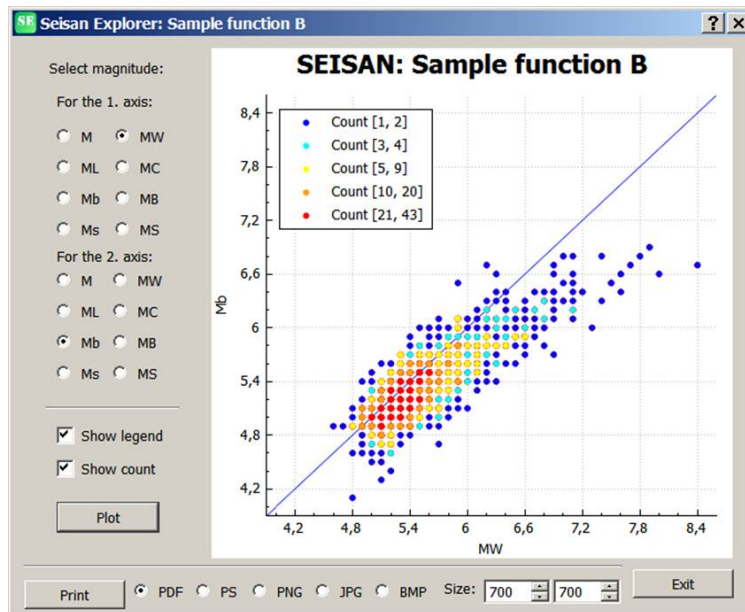 SE Seisan Explorer: Sample function B ? x
Select magnitude:
For the 1. axis:
M MW
ML MC
Mb MB
Ms MS
For the 2. axis:
M MW
ML MC
Mb MB
Ms MS
Show legend
Show count
Plot
SEISAN: Sample function B
Count [1, 2]
Count [3, 4]
Count [5, 9]
Count [10, 20]
Count [21, 43]
8,4
7,8
7,2
6,6
6
5,4
4,8
4,2
Mb
4,2 4,8 5,4 6 6,6 7,2 7,8 8,4
MW
Print PDF PS PNG JPG BMP Size: 700 700 Exit